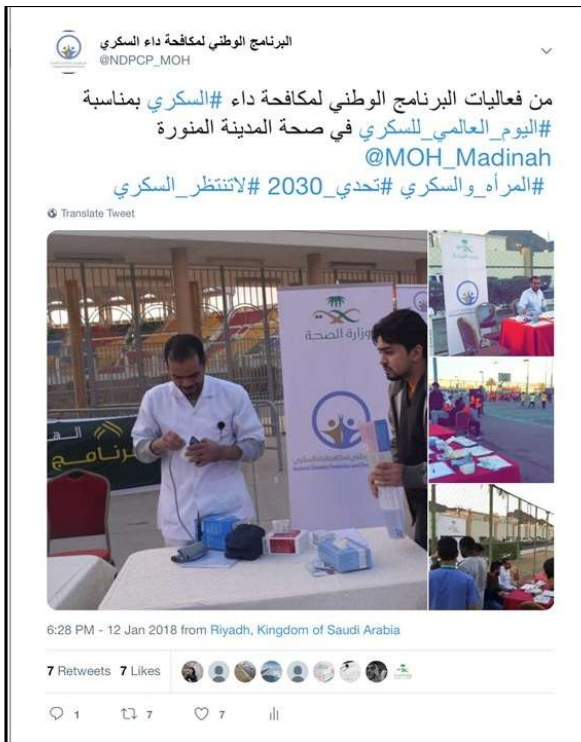 البرنامج الوطني لمكافحة داء السكري
@NDPCP_MOH
من فعاليات البرنامج الوطني لمكافحة داء #السكري بمناسبة
#اليوم_العالمي_للسكري في صحة المدينة المنورة
@MOH_Madinah
#المرأه_والسكري #تحدي_2030 #لاتنتظر_السكري
Translate Tweet
وزارة الصحة
6:28 PM - 12 Jan 2018 from Riyadh, Kingdom of Saudi Arabia
7 Retweets 7 Likes
1 7 7